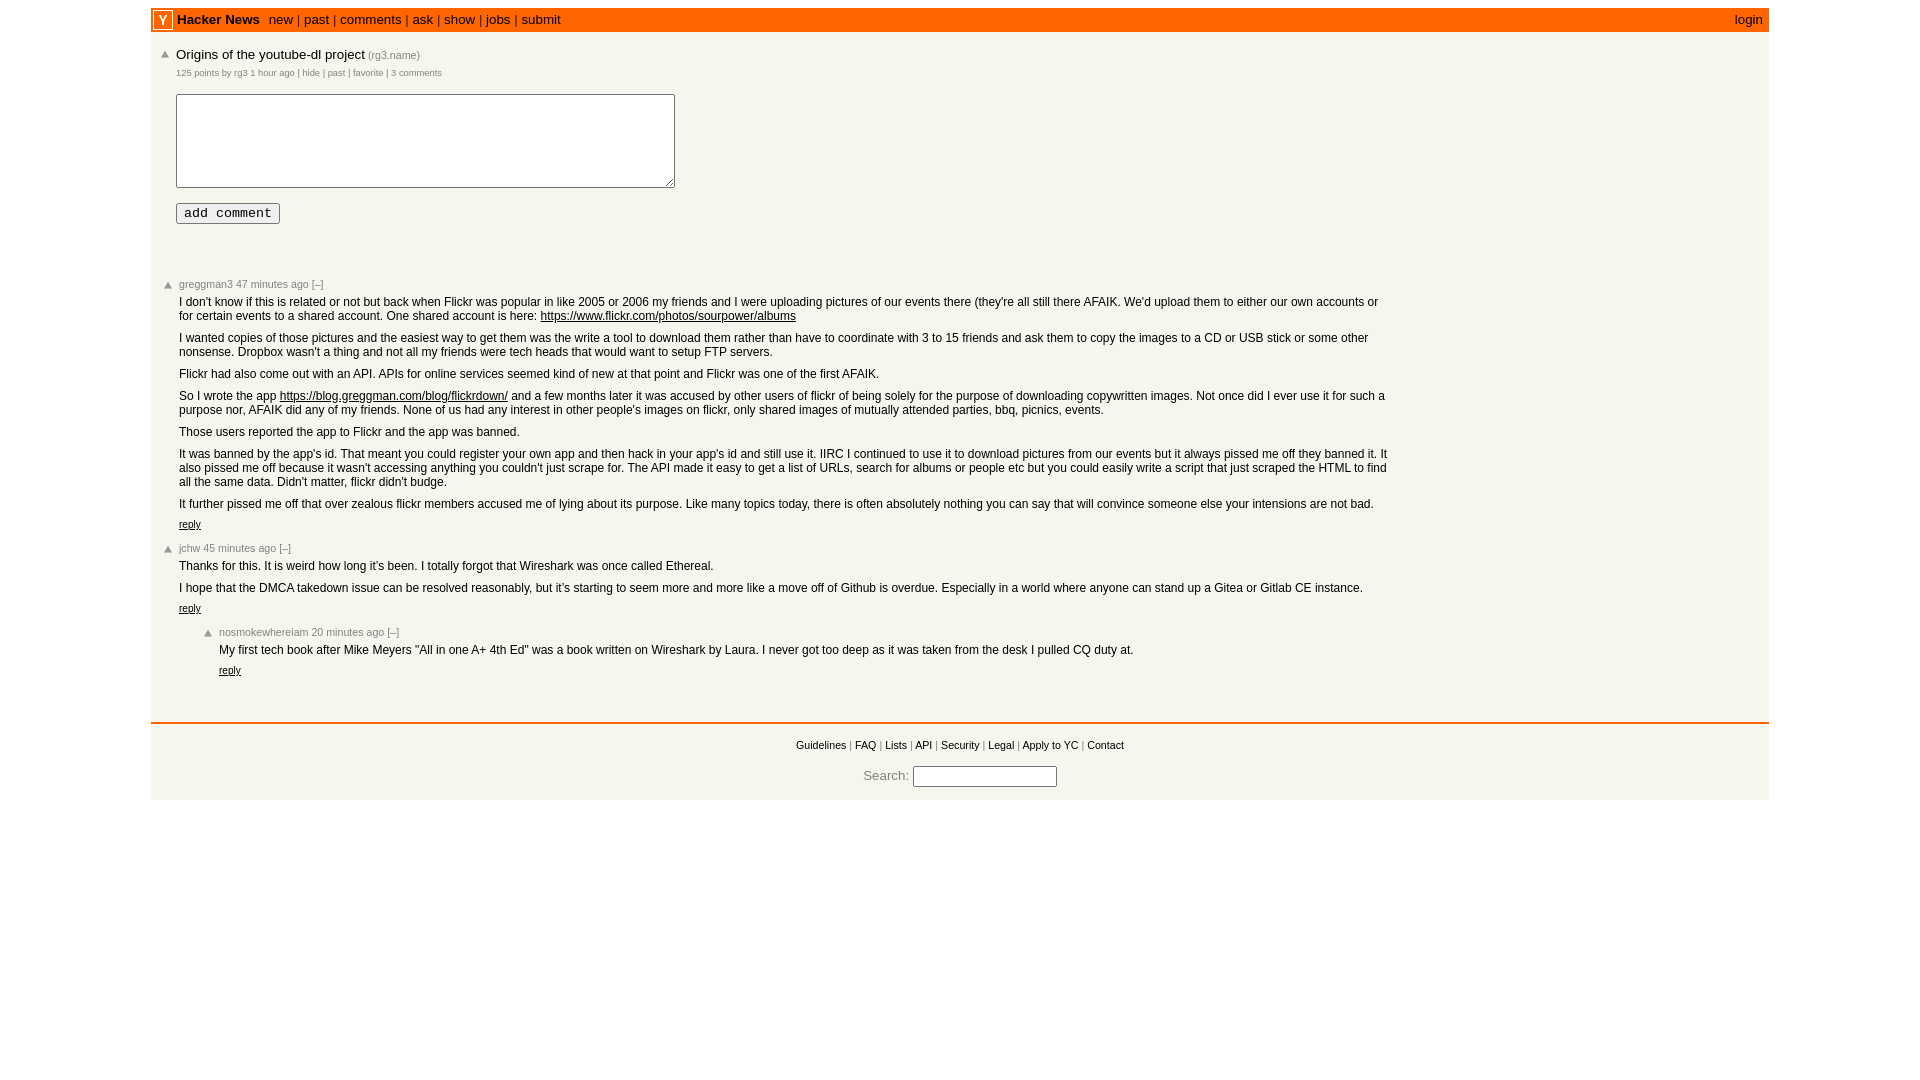 Y Hacker News new | past | comments | ask | show | jobs | submit login
Origins of the youtube-dl project (rg3.name)
125 points by rg3 1 hour ago | hide | past | favorite | 3 comments
add comment
greggman3 47 minutes ago [–]
I don't know if this is related or not but back when Flickr was popular in like 2005 or 2006 my friends and I were uploading pictures of our events there (they're all still there AFAIK. We'd upload them to either our own accounts or
for certain events to a shared account. One shared account is here: https://www.flickr.com/photos/sourpower/albums
I wanted copies of those pictures and the easiest way to get them was the write a tool to download them rather than have to coordinate with 3 to 15 friends and ask them to copy the images to a CD or USB stick or some other
nonsense. Dropbox wasn't a thing and not all my friends were tech heads that would want to setup FTP servers.
Flickr had also come out with an API. APIs for online services seemed kind of new at that point and Flickr was one of the first AFAIK.
So I wrote the app https://blog.greggman.com/blog/flickrdown/ and a few months later it was accused by other users of flickr of being solely for the purpose of downloading copywritten images. Not once did I ever use it for such a
purpose nor, AFAIK did any of my friends. None of us had any interest in other people's images on flickr, only shared images of mutually attended parties, bbq, picnics, events.
Those users reported the app to Flickr and the app was banned.
It was banned by the app's id. That meant you could register your own app and then hack in your app's id and still use it. IIRC I continued to use it to download pictures from our events but it always pissed me off they banned it. It
also pissed me off because it wasn't accessing anything you couldn't just scrape for. The API made it easy to get a list of URLs, search for albums or people etc but you could easily write a script that just scraped the HTML to find
all the same data. Didn't matter, flickr didn't budge.
It further pissed me off that over zealous flickr members accused me of lying about its purpose. Like many topics today, there is often absolutely nothing you can say that will convince someone else your intensions are not bad.
reply
jchw 45 minutes ago [–]
Thanks for this. It is weird how long it’s been. I totally forgot that Wireshark was once called Ethereal.
I hope that the DMCA takedown issue can be resolved reasonably, but it’s starting to seem more and more like a move off of Github is overdue. Especially in a world where anyone can stand up a Gitea or Gitlab CE instance.
reply
nosmokewhereiam 20 minutes ago [–]
My first tech book after Mike Meyers "All in one A+ 4th Ed" was a book written on Wireshark by Laura. I never got too deep as it was taken from the desk I pulled CQ duty at.
reply
Guidelines | FAQ | Lists | API | Security | Legal | Apply to YC | Contact
Search: